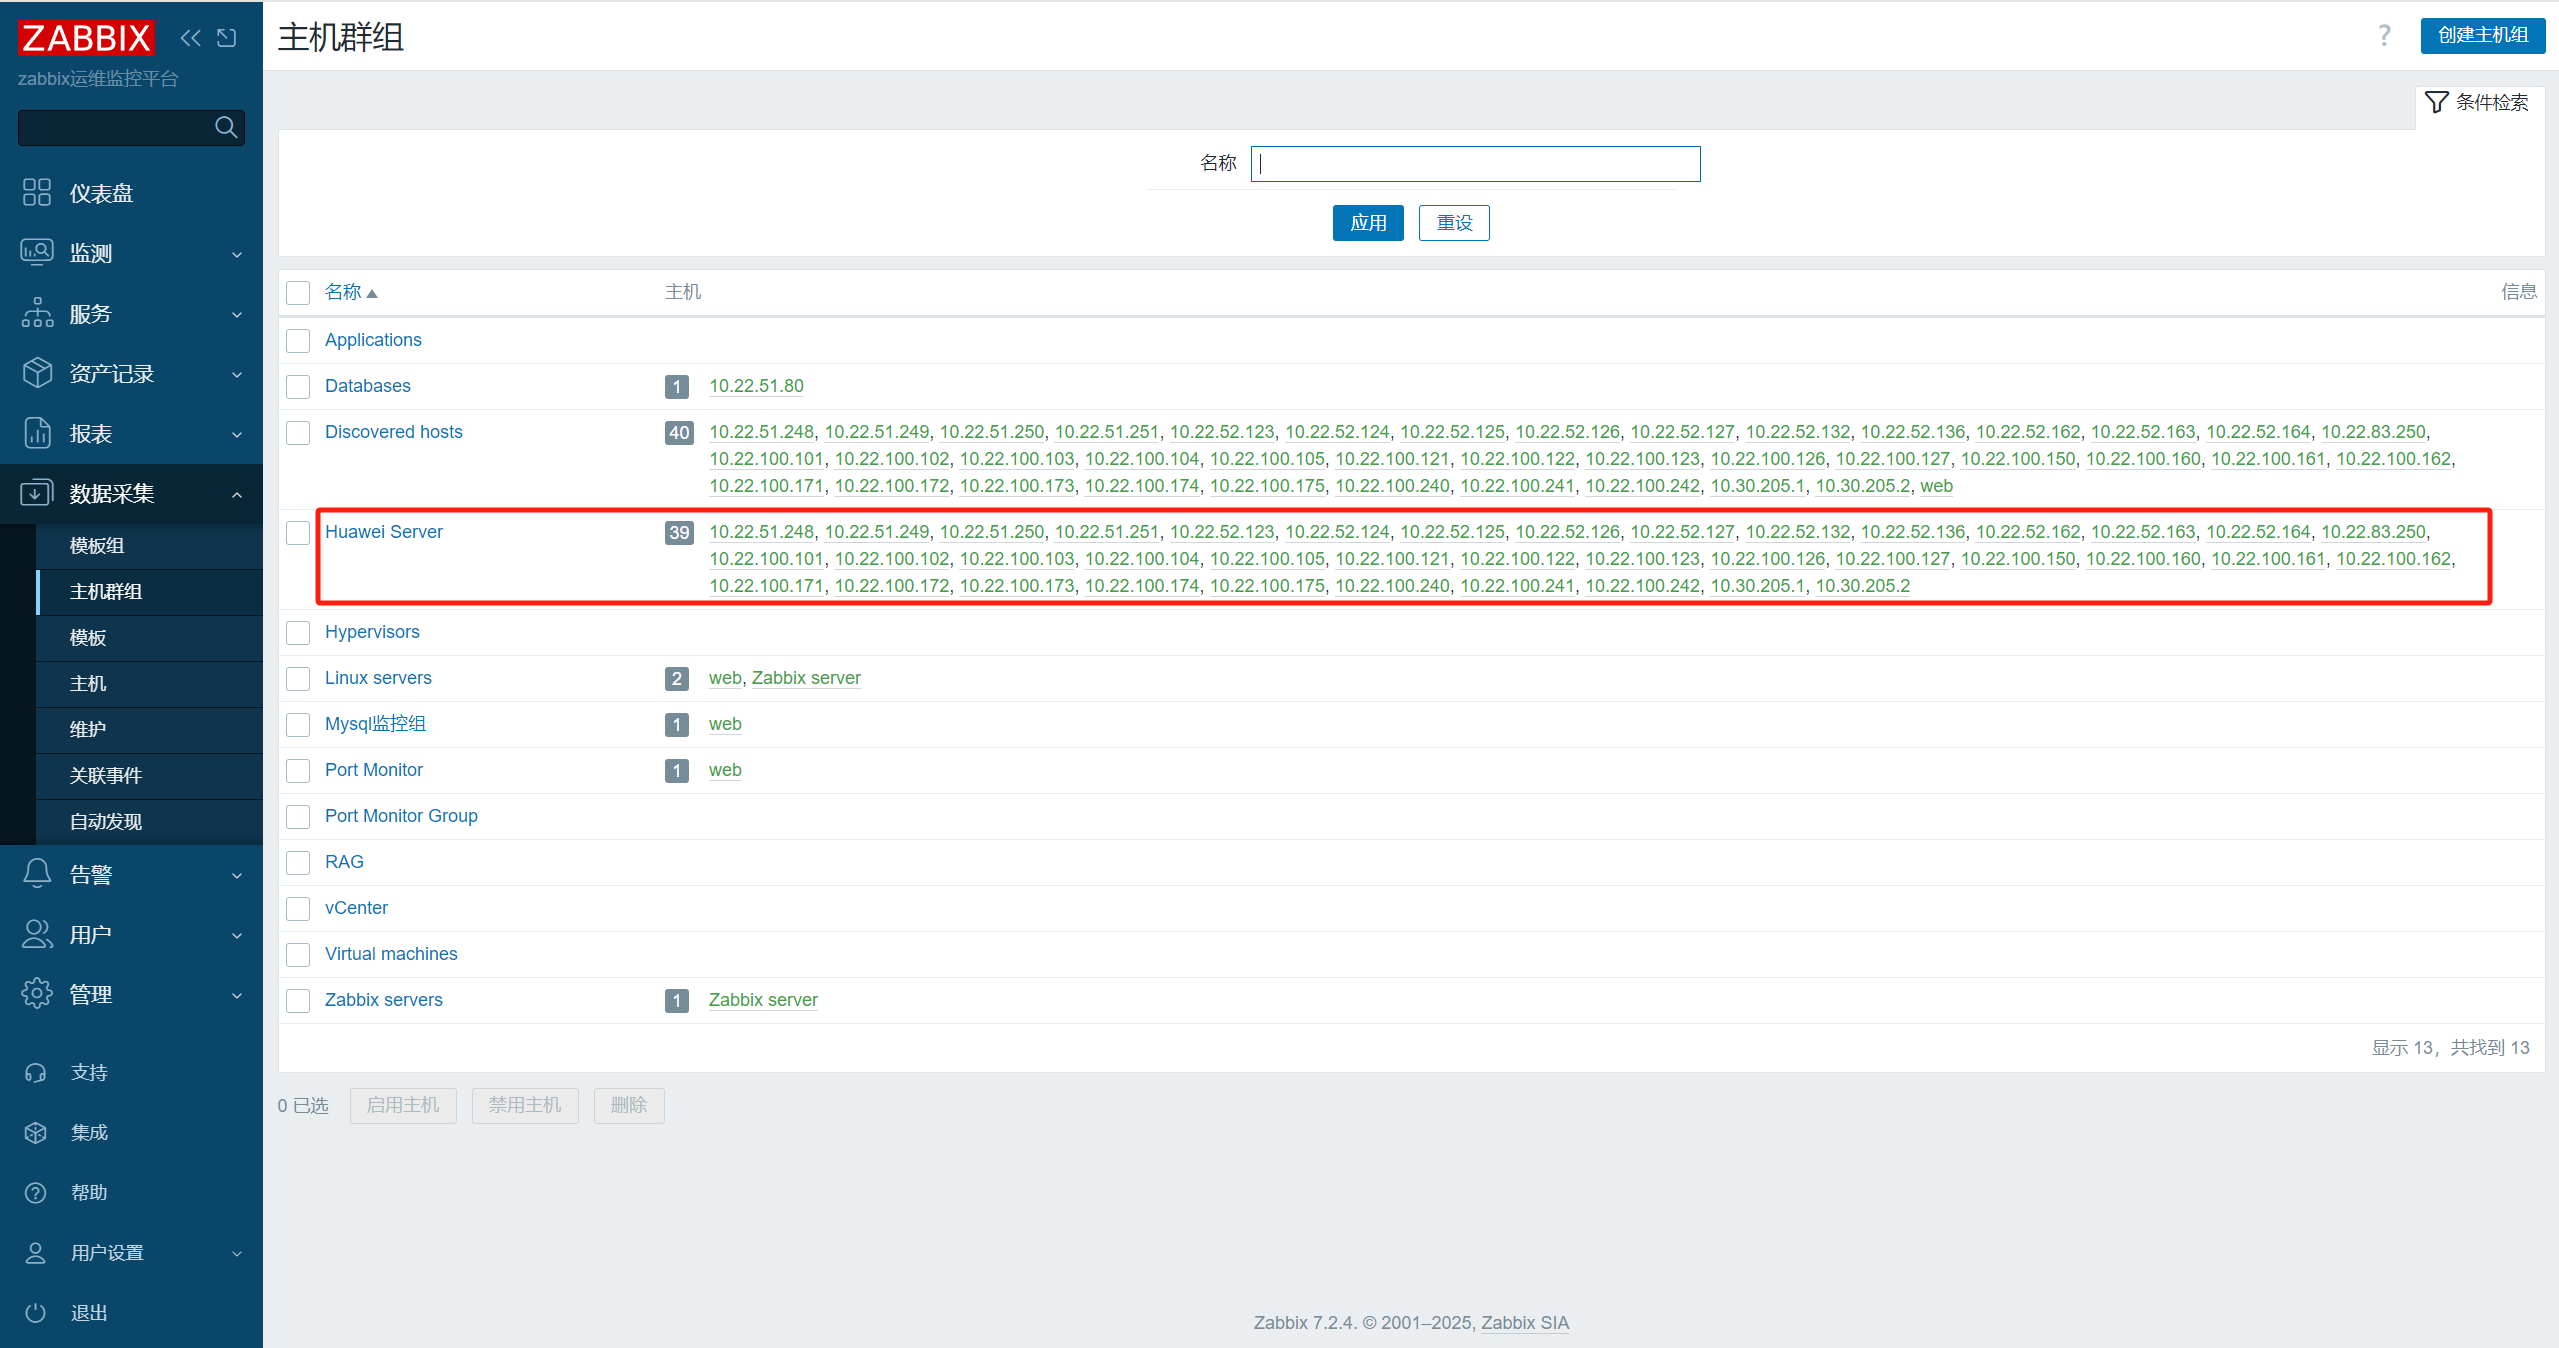 ZABBIX
zabbix运维监控平台
仪表盘
监测
服务
资产记录
报表
数据采集
模板组
主机群组
模板
主机
维护
关联事件
自动发现
告警
用户
管理
支持
集成
帮助
用户设置
退出
主机群组
?
创建主机组
条件检索
名称
应用 重设
名称 主机 信息
Applications
Databases 1 10.22.51.80
Discovered hosts 40 10.22.51.248, 10.22.51.249, 10.22.51.250, 10.22.51.251, 10.22.52.123, 10.22.52.124, 10.22.52.125, 10.22.52.126, 10.22.52.127, 10.22.52.132, 10.22.52.136, 10.22.52.162, 10.22.52.163, 10.22.52.164, 10.22.83.250,
10.22.100.101, 10.22.100.102, 10.22.100.103, 10.22.100.104, 10.22.100.105, 10.22.100.121, 10.22.100.122, 10.22.100.123, 10.22.100.126, 10.22.100.127, 10.22.100.150, 10.22.100.160, 10.22.100.161, 10.22.100.162,
10.22.100.171, 10.22.100.172, 10.22.100.173, 10.22.100.174, 10.22.100.175, 10.22.100.240, 10.22.100.241, 10.22.100.242, 10.30.205.1, 10.30.205.2, web
Huawei Server 39 10.22.51.248, 10.22.51.249, 10.22.51.250, 10.22.51.251, 10.22.52.123, 10.22.52.124, 10.22.52.125, 10.22.52.126, 10.22.52.127, 10.22.52.132, 10.22.52.136, 10.22.52.162, 10.22.52.163, 10.22.52.164, 10.22.83.250,
10.22.100.101, 10.22.100.102, 10.22.100.103, 10.22.100.104, 10.22.100.105, 10.22.100.121, 10.22.100.122, 10.22.100.123, 10.22.100.126, 10.22.100.127, 10.22.100.150, 10.22.100.160, 10.22.100.161, 10.22.100.162,
10.22.100.171, 10.22.100.172, 10.22.100.173, 10.22.100.174, 10.22.100.175, 10.22.100.240, 10.22.100.241, 10.22.100.242, 10.30.205.1, 10.30.205.2
Hypervisors
Linux servers 2 web, Zabbix server
Mysql监控组 1 web
Port Monitor 1 web
Port Monitor Group
RAG
vCenter
Virtual machines
Zabbix servers 1 Zabbix server
显示 13，共找到 13
0 已选 启用主机 禁用主机 删除
Zabbix 7.2.4. © 2001–2025, Zabbix SIA